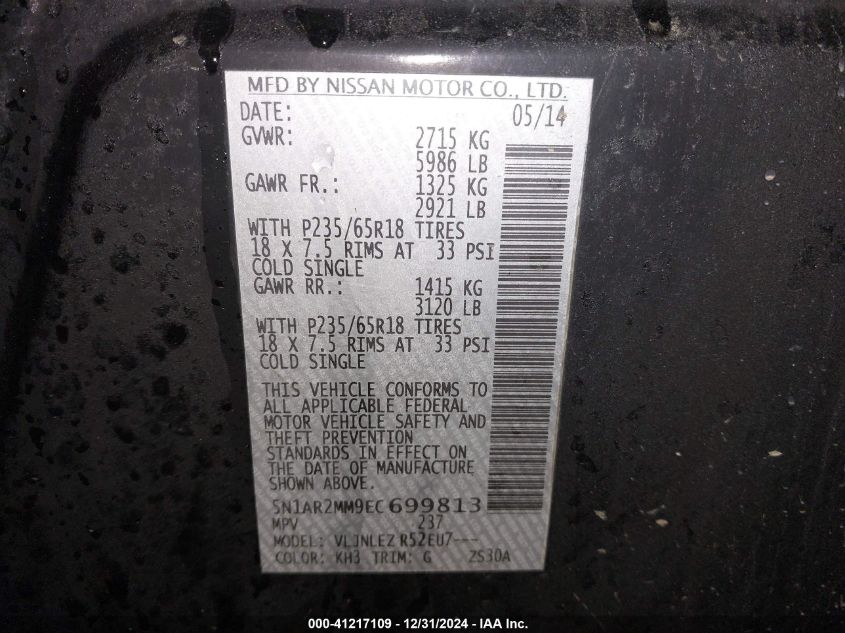 MFD BY NISSAN MOTOR CO., LTD.
DATE: 05/14
GVWR: 2715 KG
5986 LB
GAWR FR.: 1325 KG
2921 LB
WITH P235/65R18 TIRES
18 X 7.5 RIMS AT 33 PSI
COLD SINGLE
GAWR RR.: 1415 KG
3120 LB
WITH P235/65R18 TIRES
18 X 7.5 RIMS AT 33 PSI
COLD SINGLE
THIS VEHICLE CONFORMS TO
ALL APPLICABLE FEDERAL
MOTOR VEHICLE SAFETY AND
THEFT PREVENTION
STANDARDS IN EFFECT ON
THE DATE OF MANUFACTURE
SHOWN ABOVE.
5N1AR2MM9EC699813
MPV 237
MODEL: VLJNLEZ R52EU7---
COLOR: KH3 TRIM: G ZS30A
000-41217109 - 12/31/2024 - IAA Inc.